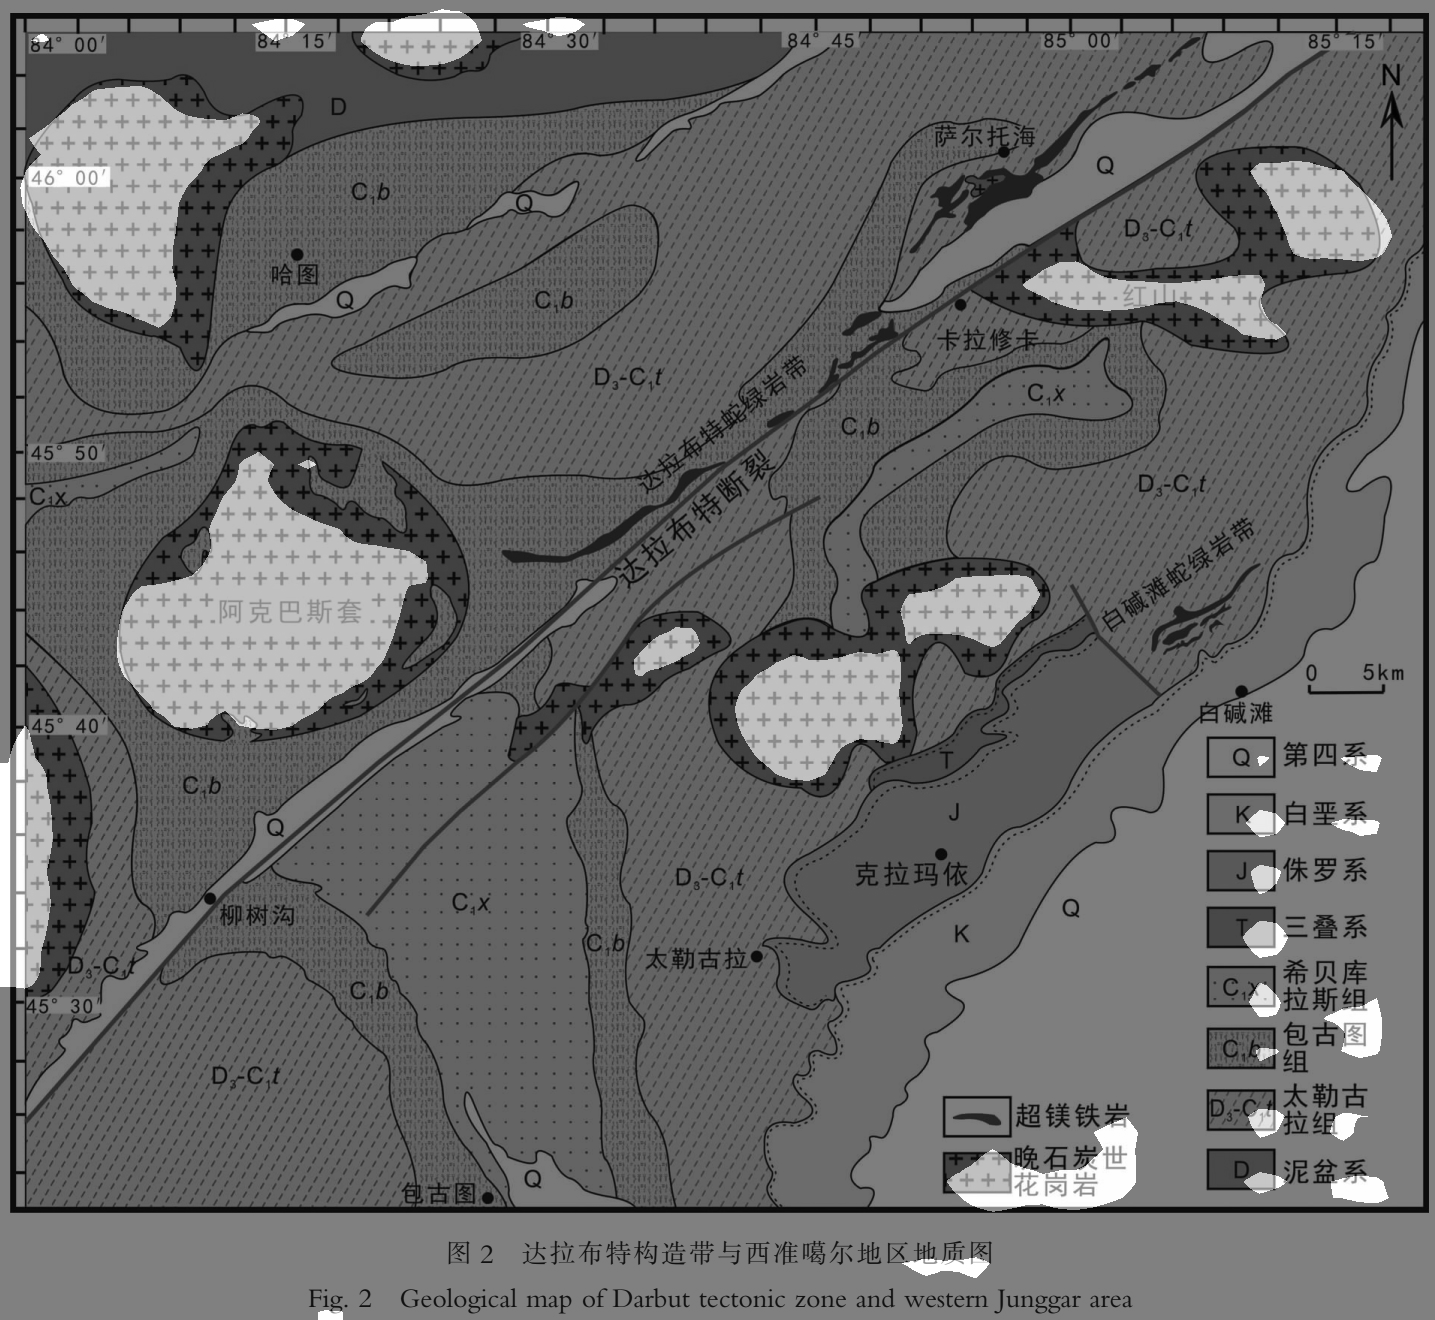 84° 00′
84° 15′
84° 30′
84° 45
85° 00′
85° 15′
N
D
萨尔托海
Q
46° 00′
C₁b
Q
D₃-C₁t
哈图
Q
C₁b
卡拉修卡
D₃-C₁t
达拉布特蛇绿岩带
C₁x
C₁b
45° 50′
C₁x
达拉布特断裂
D₃-C₁t
白碱滩蛇绿岩带
阿克巴斯套
0 5km
白碱滩
45° 40′
C₁b
Q
T
J
克拉玛依
D₃-C₁t
C₁x
柳树沟
C₁b
太勒古拉
K
Q
D₃-C₁t
C₁b
45° 30′
D₃-C₁t
包古图
Q
Q 第四系
K 白垩系
J 侏罗系
T 三叠系
C₁x 希贝库
拉斯组
C₁b 包古图
组
D₃-C₁t 太勒古
拉组
D 泥盆系
超镁铁岩
晚石炭世
花岗岩
图 2 达拉布特构造带与西准噶尔地区地质图
Fig. 2 Geological map of Darbut tectonic zone and western Junggar area